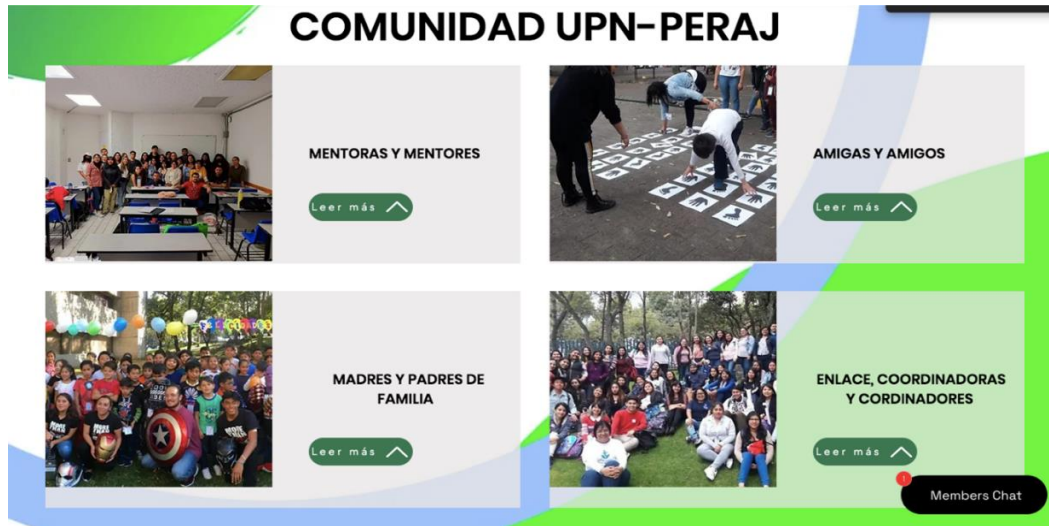 COMUNIDAD UPN-PERAJ
MENTORAS Y MENTORES
Leer más
AMIGAS Y AMIGOS
Leer más
MADRES Y PADRES DE
FAMILIA
Leer más
ENLACE, COORDINADORAS
Y CORDINADORES
Leer más
!
Members Chat